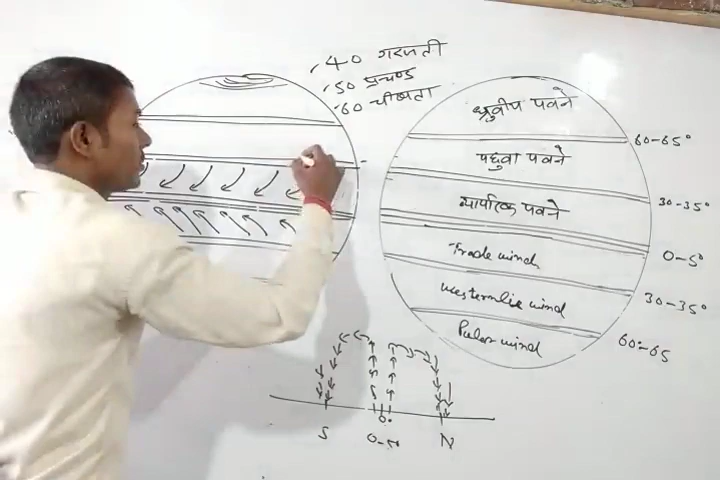 40 गरजती
50 प्रचण्ड
60 चीखता
ध्रुवीय पवने
60-65°
पछुवा पवने
30-35°
व्यापारिक पवने
0-5°
Trade wind
30-35°
wind
60°-65
Polar wind
S
0-
N